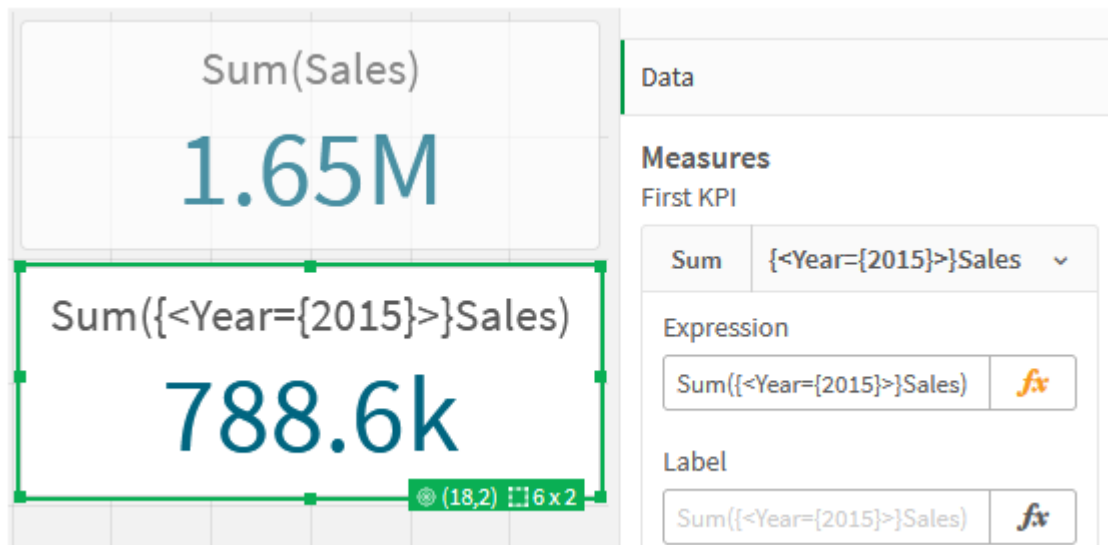 Sum(Sales)
1.65M
Sum({<Year={2015}>}Sales)
788.6k
(18,2) 6 x 2
Data
Measures
First KPI
Sum {<Year={2015}>}Sales
Expression
Sum({<Year={2015}>}Sales) fx
Label
Sum({<Year={2015}>}Sales) fx